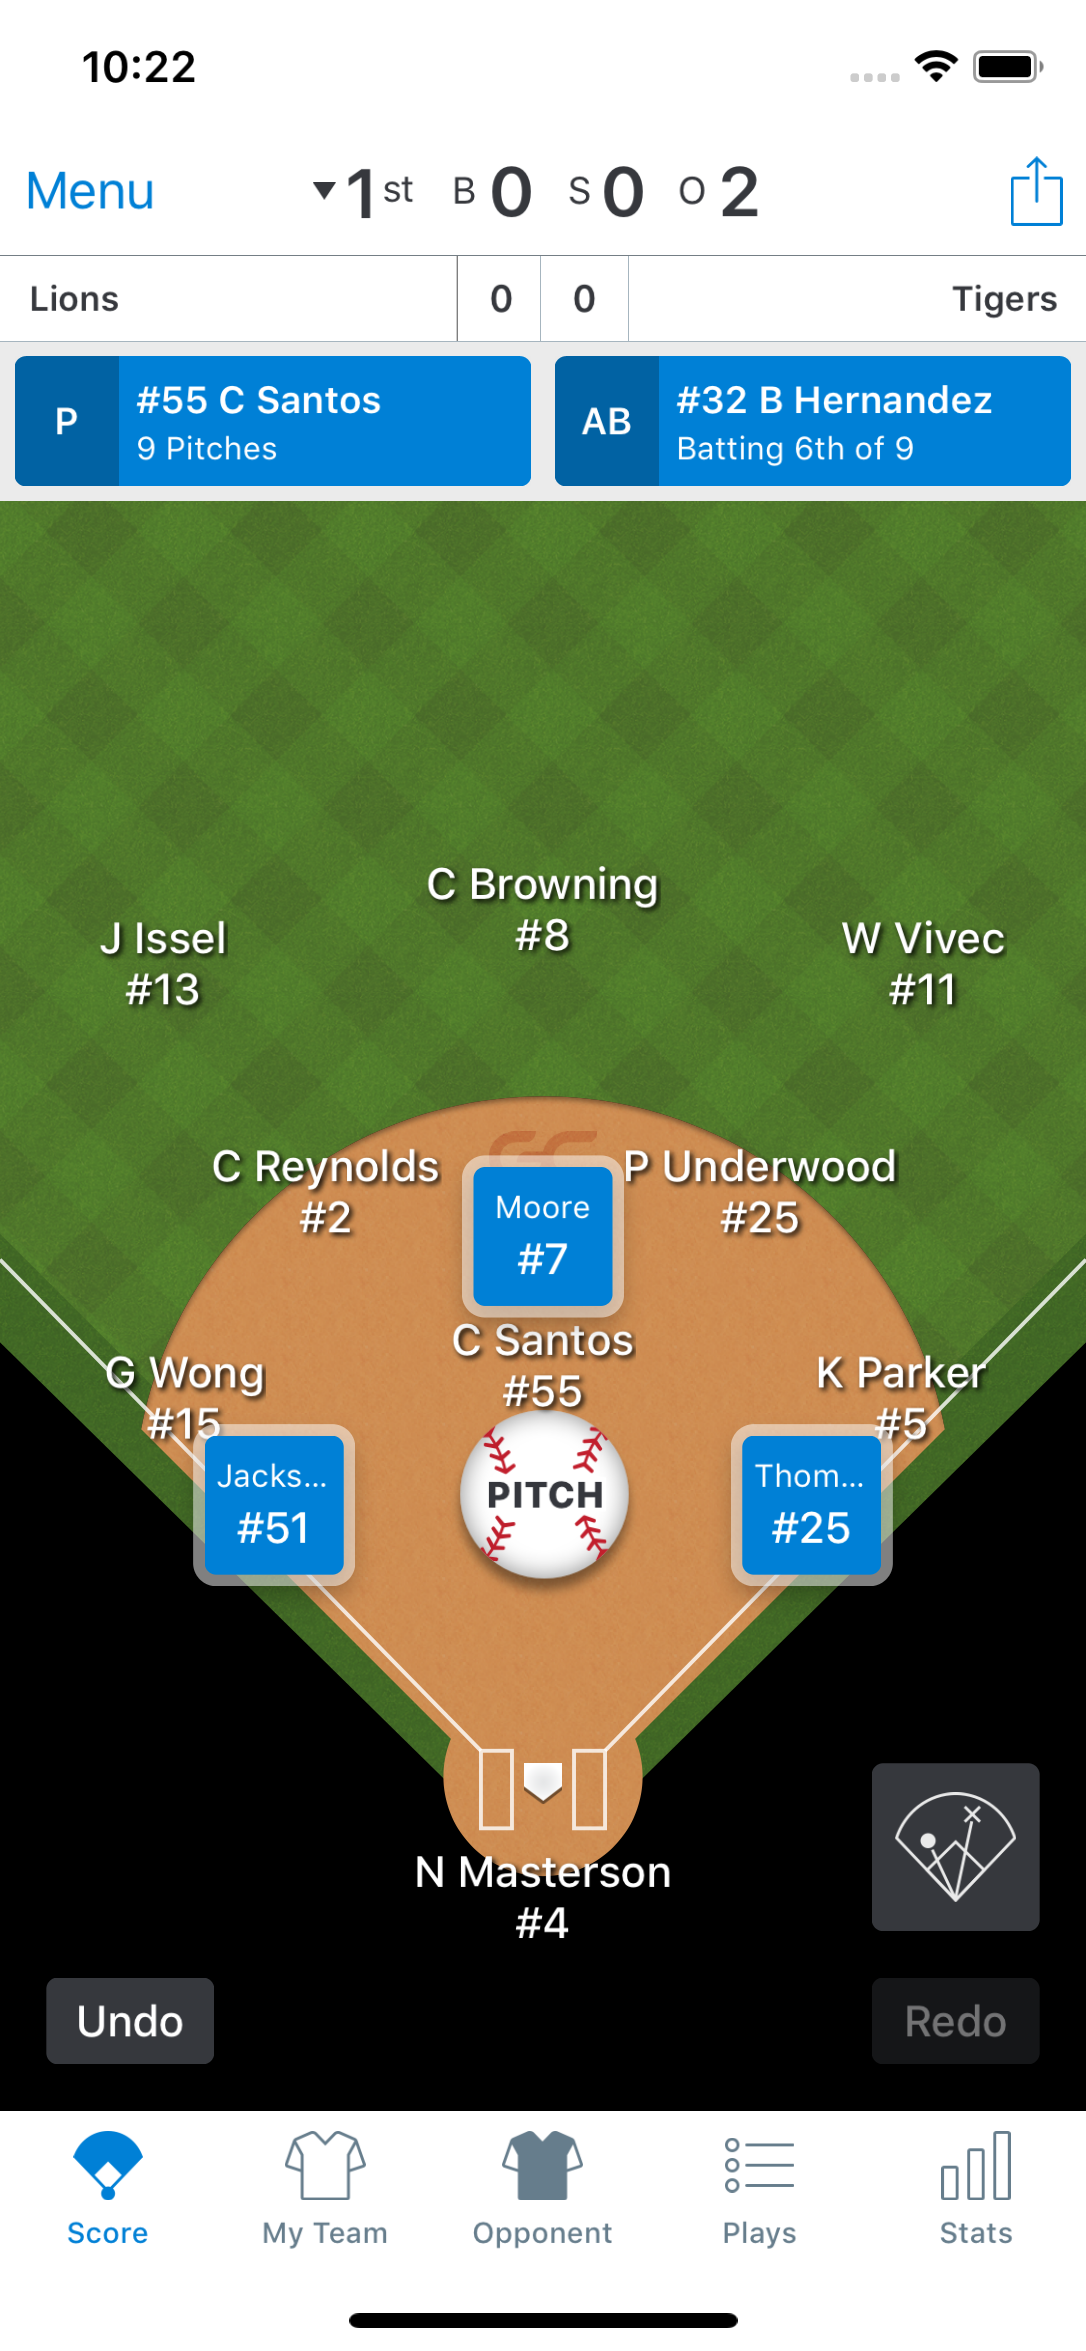 10:22
Menu
▼ 1st B 0 S 0 O 2
Lions 0 0 Tigers
P #55 C Santos
9 Pitches
AB #32 B Hernandez
Batting 6th of 9
C Browning
#8
J Issel
#13
W Vivec
#11
C Reynolds
#2
P Underwood
#25
Moore
#7
C Santos
#55
G Wong
#15
K Parker
#5
Jacks...
#51
PITCH
Thom...
#25
N Masterson
#4
Undo
Redo
Score
My Team
Opponent
Plays
Stats